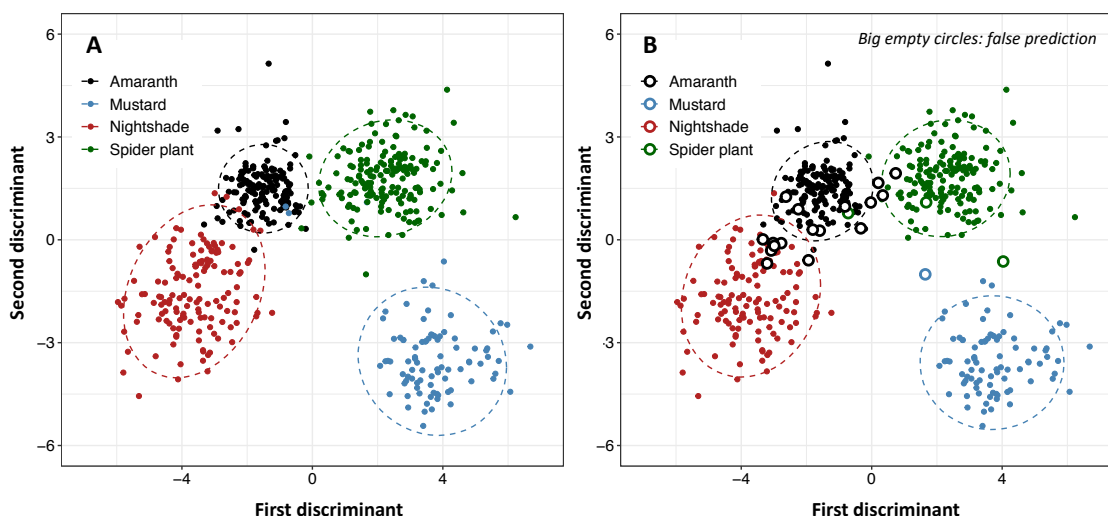 A
Amaranth
Mustard
Nightshade
Spider plant
6
3
0
−3
−6
−4
0
4
Second discriminant
First discriminant
B
Big empty circles: false prediction
Amaranth
Mustard
Nightshade
Spider plant
6
3
0
−3
−6
−4
0
4
Second discriminant
First discriminant